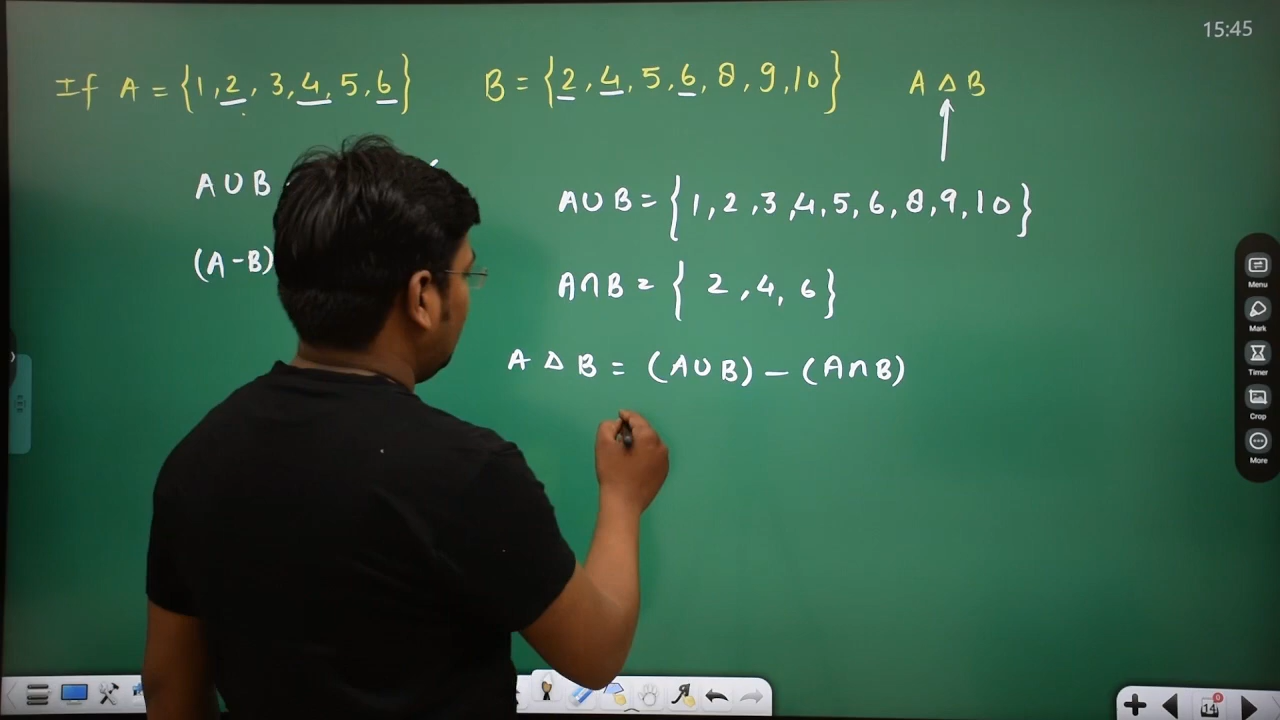 15:45
If A = {1, 2, 3, 4, 5, 6} B = {2, 4, 5, 6, 8, 9, 10} A Δ B
A∪B
A∪B = {1, 2, 3, 4, 5, 6, 8, 9, 10}
(A-B)
A∩B = { 2, 4, 6}
A Δ B = (A∪B) - (A∩B)
Menu
Mark
Timer
Crop
More
14